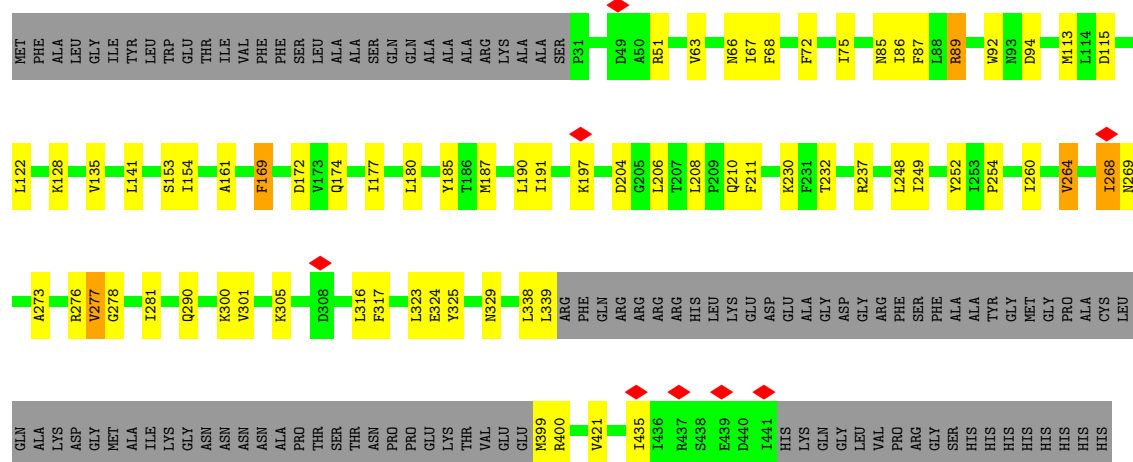 MET PHE ALA LEU GLY ILE TYR LEU TRP GLU THR ILE VAL PHE PHE SER LEU ALA ALA SER GLN GLN ALA ALA ALA ARG LYS ALA ALA SER P31 D49 A50 R51 V63 N66 I67 F68 F72 I75 N85 I86 F87 L88 R89 W92 N93 D94 M113 L114 D115
L122 K128 V135 L141 S153 I154 A161 F169 D172 V173 Q174 I177 L180 Y185 T186 M187 L190 I191 K197 D204 G205 L206 T207 L208 P209 Q210 F211 K230 F231 T232 R237 L248 I249 Y252 I253 P254 I260 V264 I268 N269
A273 R276 V277 G278 I281 Q290 K300 V301 K305 D308 L316 F317 L323 E324 Y325 N329 L338 L339 ARG PHE GLN ARG ARG ARG ARG HIS LEU LYS GLU ASP GLU ALA GLY ASP GLY ARG PHE SER PHE ALA ALA TYR GLY MET GLY PRO ALA CYS LEU
GLN ALA LYS ASP GLY MET ALA ILE LYS GLY ASN ASN ASN ASN ALA PRO THR SER THR ASN PRO PRO GLU LYS THR VAL GLU GLU M399 R400 V421 I435 I436 R437 S438 E439 D440 I441 HIS LYS GLN GLY LEU VAL PRO ARG GLY SER HIS HIS HIS HIS HIS HIS HIS HIS